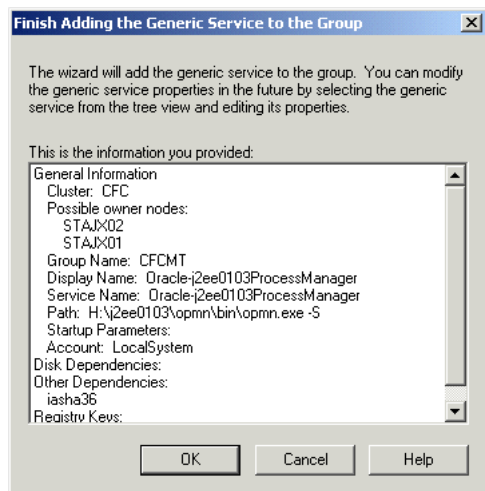 Finish Adding the Generic Service to the Group
The wizard will add the generic service to the group. You can modify
the generic service properties in the future by selecting the generic
service from the tree view and editing its properties.
This is the information you provided:
General Information
Cluster: CFC
Possible owner nodes:
STAJX02
STAJX01
Group Name: CFCMT
Display Name: Oracle-j2ee0103ProcessManager
Service Name: Oracle-j2ee0103ProcessManager
Path: H:\j2ee0103\opmn\bin\opmn.exe -S
Startup Parameters:
Account: LocalSystem
Disk Dependencies:
Other Dependencies:
iasha36
Registry Keys:
OK Cancel Help